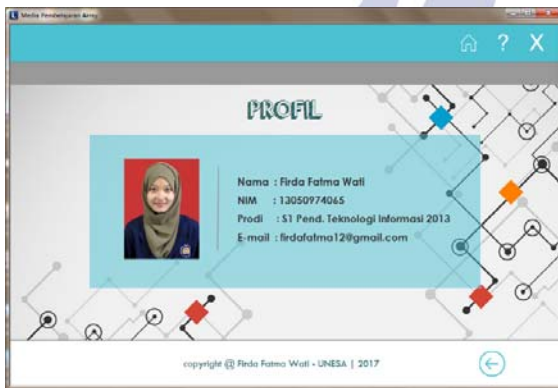 Media Pembelajaran Array
? X
PROFIL
Nama : Firda Fatma Wati
NIM : 13050974065
Prodi : S1 Pend. Teknologi Informasi 2013
E-mail : firdafatma12@gmail.com
copyright @ Firda Fatma Wati - UNESA | 2017